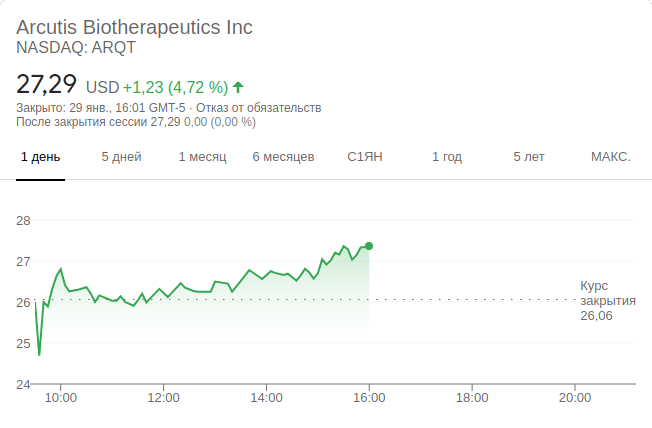 Arcutis Biotherapeutics Inc
NASDAQ: ARQT
27,29 USD +1,23 (4,72 %)
Закрыто: 29 янв., 16:01 GMT-5 · Отказ от обязательств
После закрытия сессии 27,29 0,00 (0,00 %)
1 день 5 дней 1 месяц 6 месяцев С1ЯН 1 год 5 лет МАКС.
28
27
26
25
24
Курс
закрытия
26,06
10:00 12:00 14:00 16:00 18:00 20:00